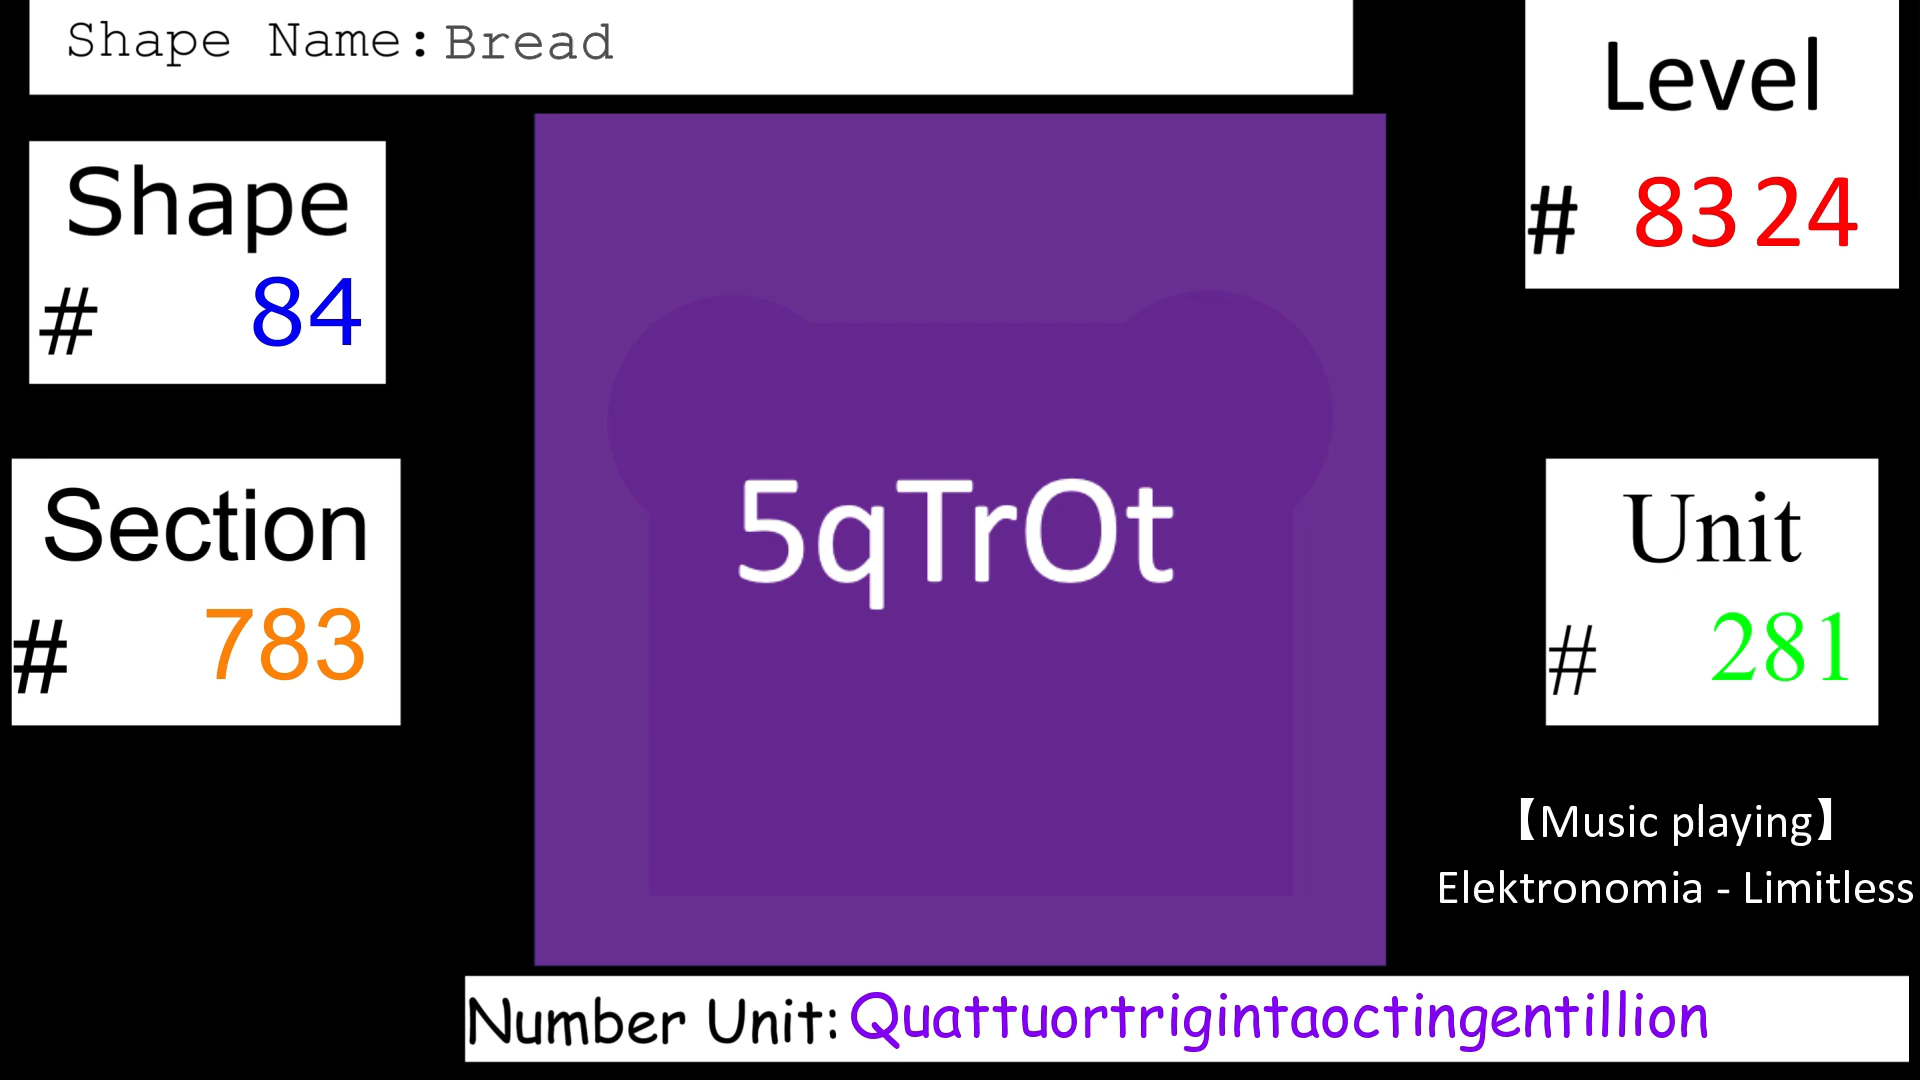 Shape Name: Bread
Level
# 8324
Shape
# 84
5qTrOt
Section
# 783
Unit
# 281
【Music playing】
Elektronomia - Limitless
Number Unit: Quattuortrigintaoctingentillion